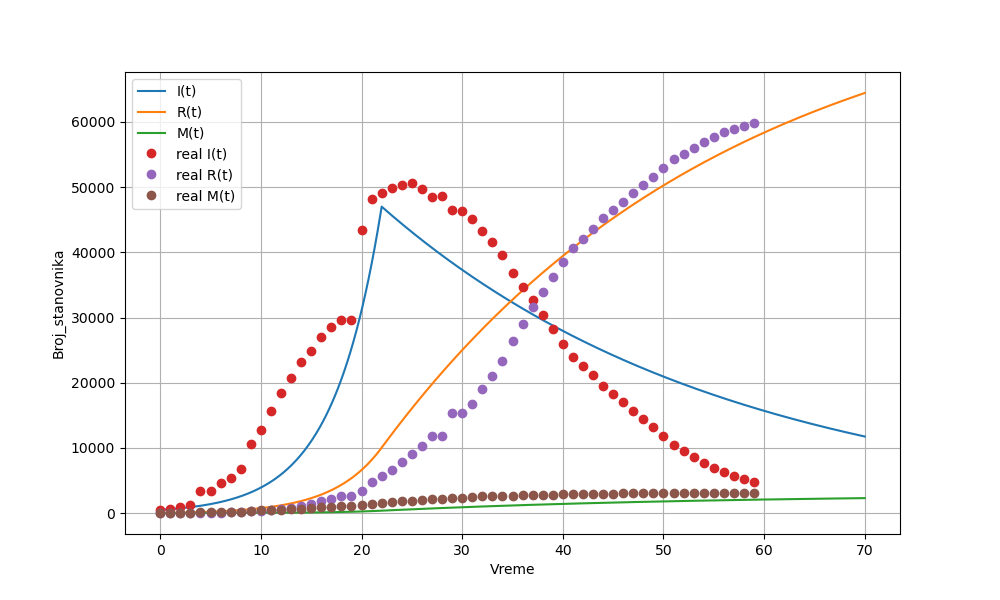 I(t)
R(t)
M(t)
real I(t)
real R(t)
real M(t)
60000
50000
40000
30000
20000
10000
0
Broj_stanovnika
0 10 20 30 40 50 60 70
Vreme